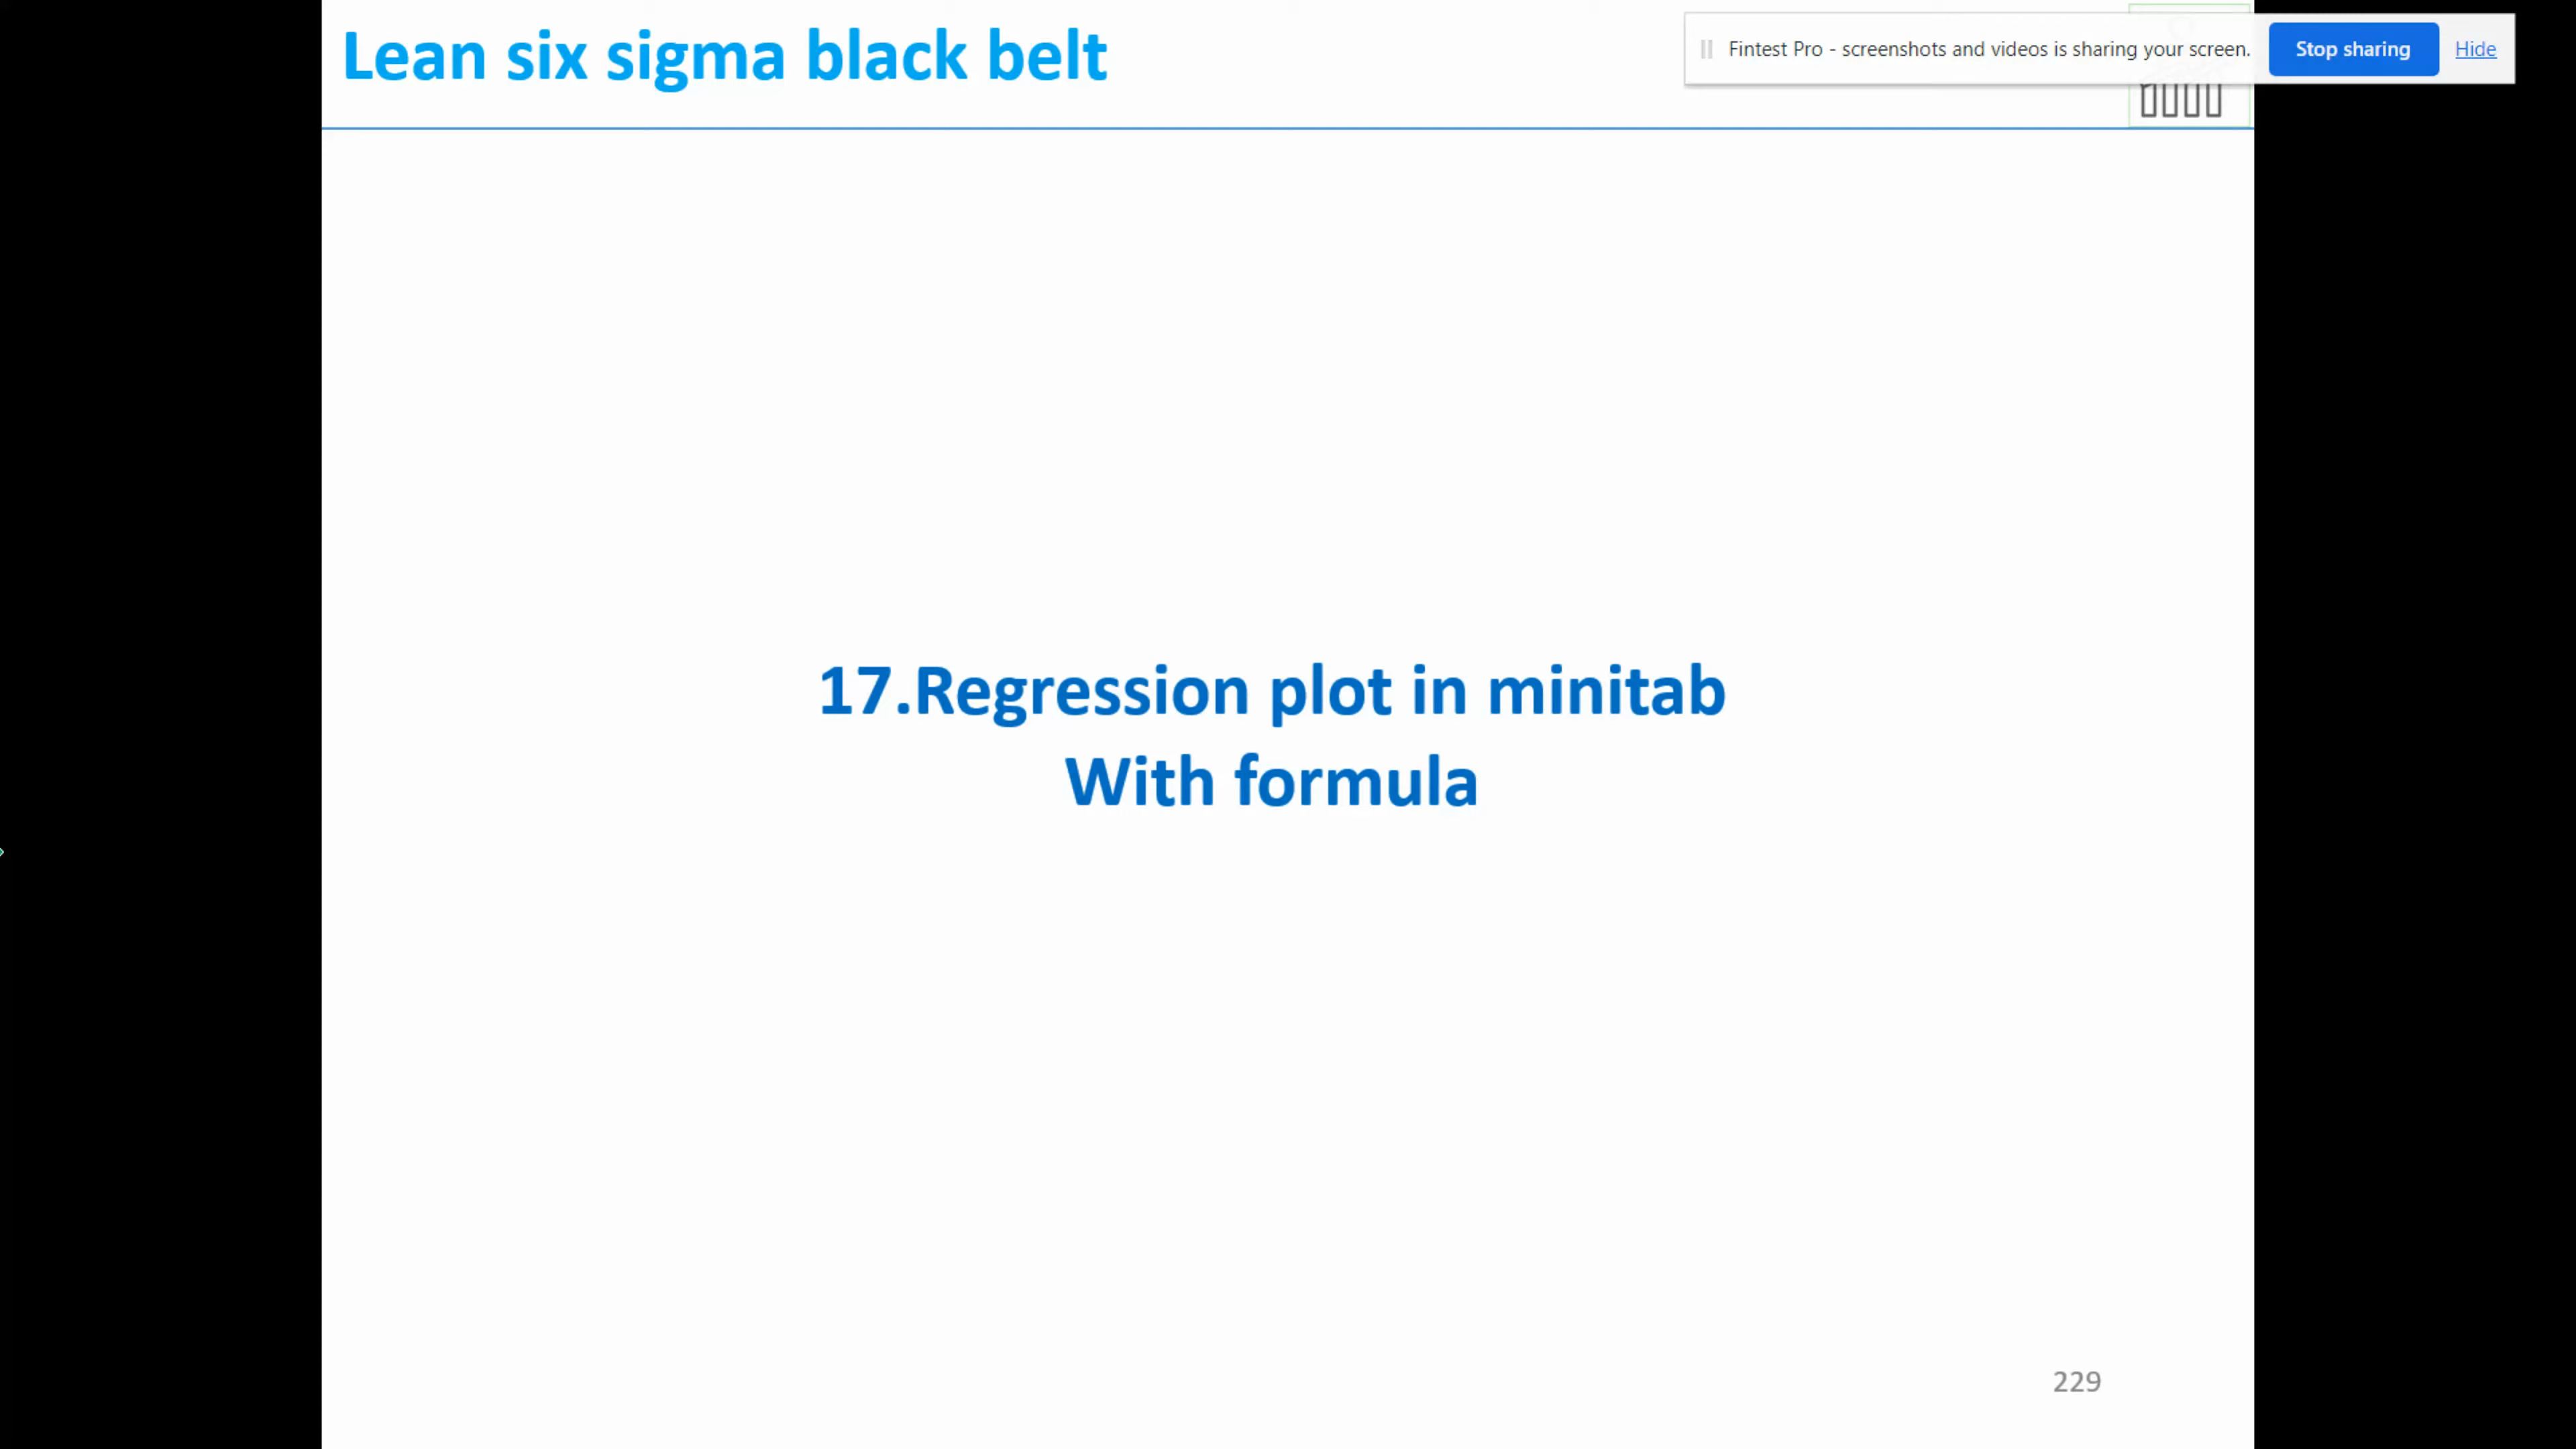 Lean six sigma black belt
Fintest Pro - screenshots and videos is sharing your screen. Stop sharing Hide
17.Regression plot in minitab
With formula
229